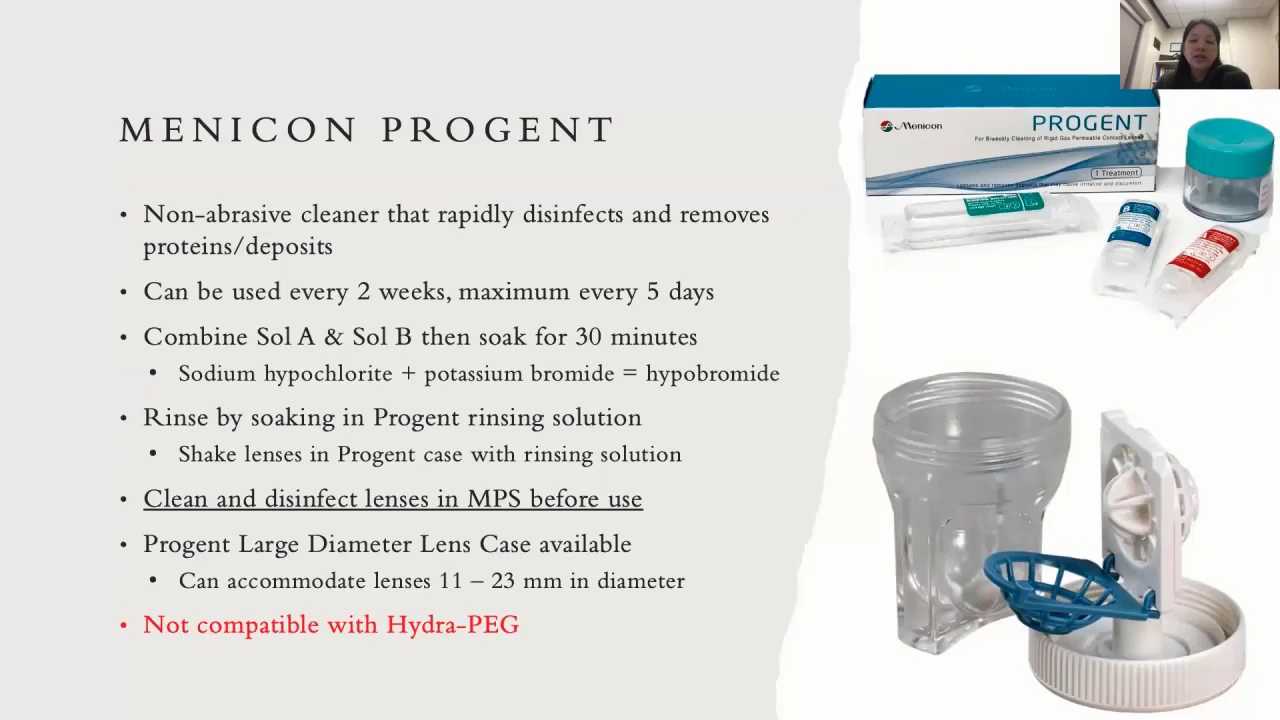 MENICON PROGENT
• Non-abrasive cleaner that rapidly disinfects and removes
proteins/deposits
• Can be used every 2 weeks, maximum every 5 days
• Combine Sol A & Sol B then soak for 30 minutes
• Sodium hypochlorite + potassium bromide = hypobromide
• Rinse by soaking in Progent rinsing solution
• Shake lenses in Progent case with rinsing solution
• Clean and disinfect lenses in MPS before use
• Progent Large Diameter Lens Case available
• Can accommodate lenses 11 – 23 mm in diameter
• Not compatible with Hydra-PEG
Menicon
PROGENT
For Biweekly Cleaning of Rigid Gas Permeable Contact Lenses
1 Treatment
B
A